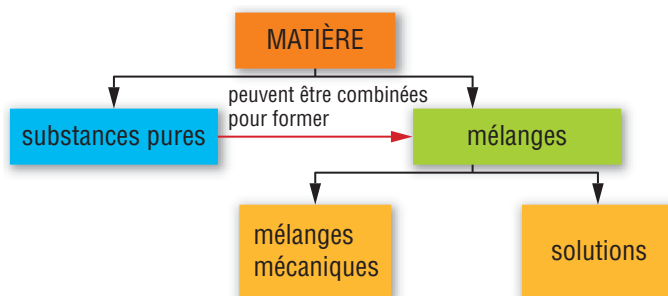 MATIÈRE
peuvent être combinées
pour former
substances pures
mélanges
mélanges
mécaniques
solutions